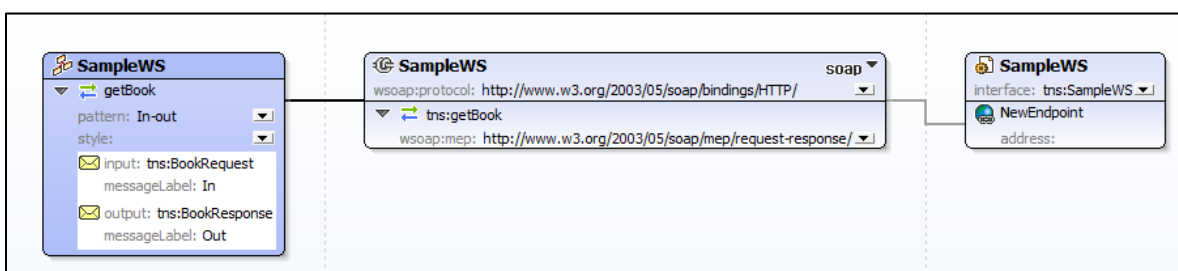 SampleWS
getBook
pattern: In-out
style:
input: tns:BookRequest
messageLabel: In
output: tns:BookResponse
messageLabel: Out
SampleWS soap
wsoap:protocol: http://www.w3.org/2003/05/soap/bindings/HTTP/
tns:getBook
wsoap:mep: http://www.w3.org/2003/05/soap/mep/request-response/
SampleWS
interface: tns:SampleWS
NewEndpoint
address: